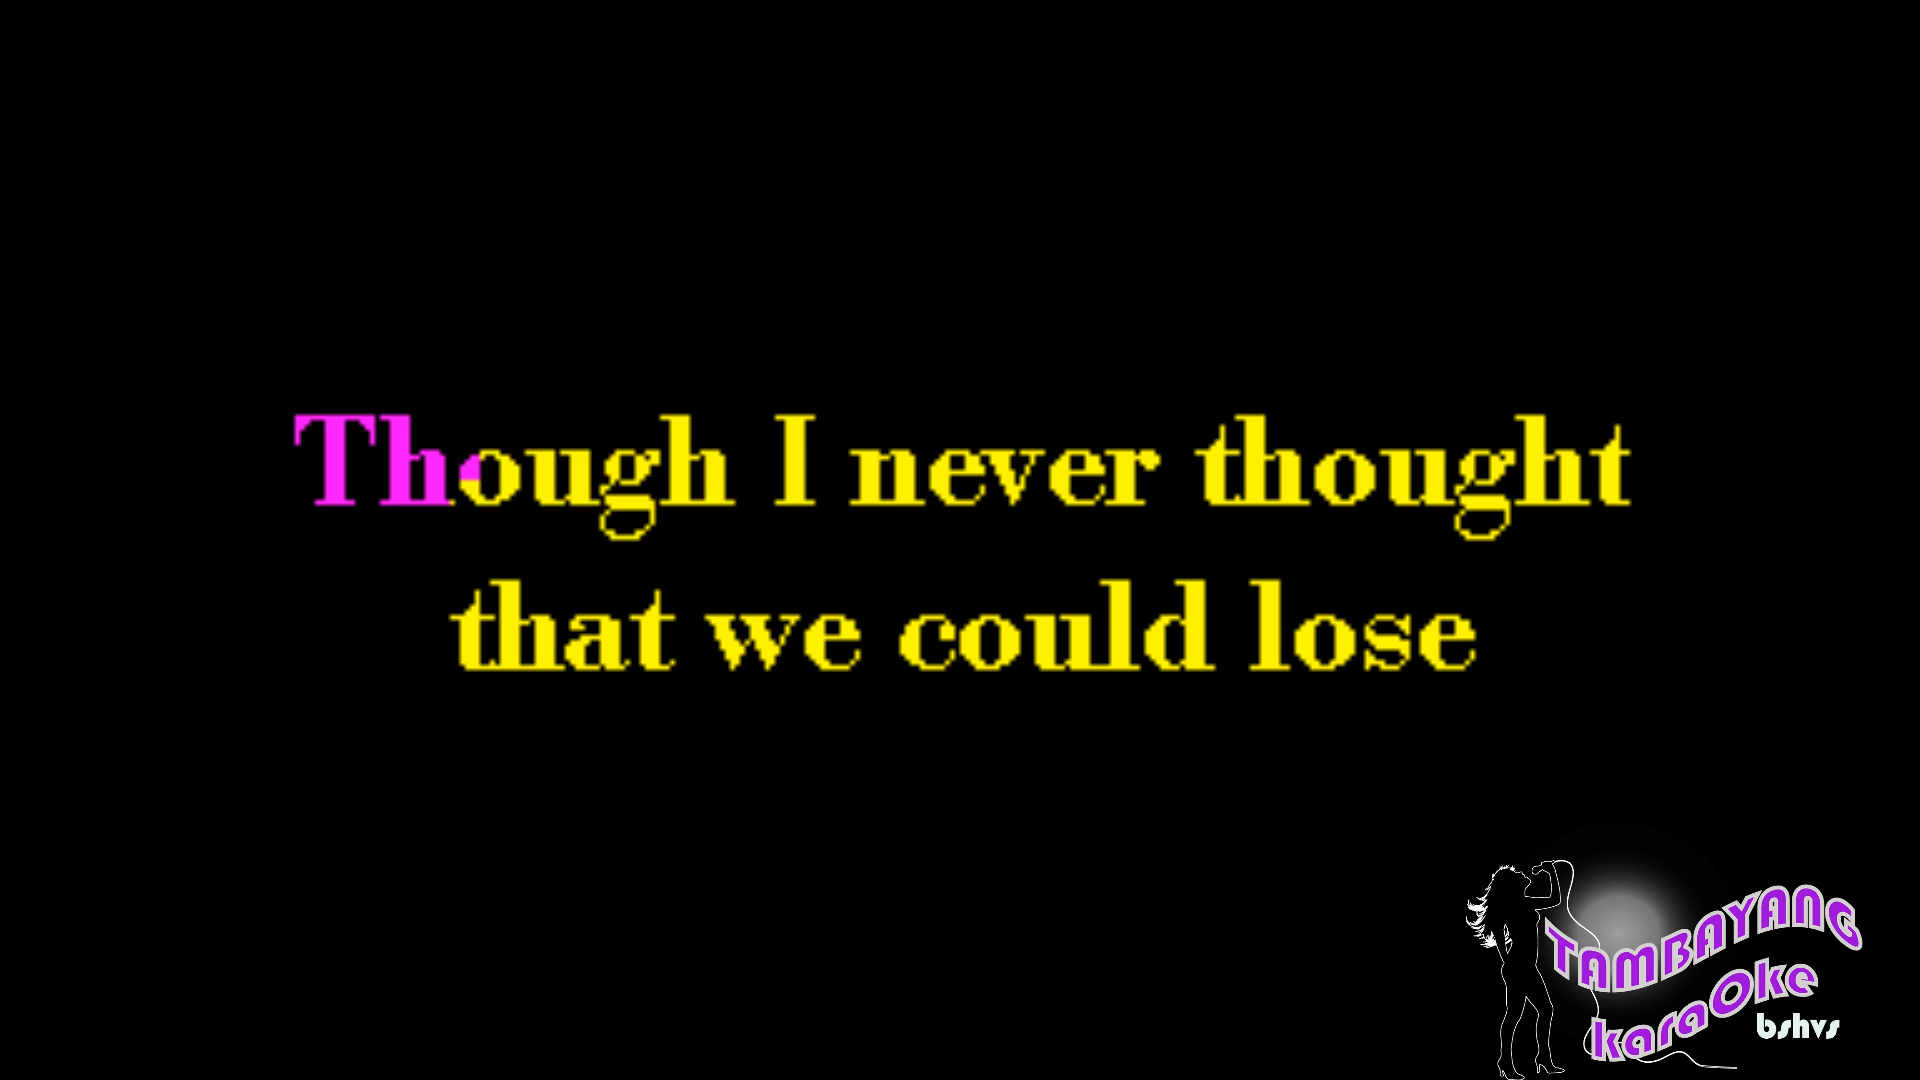 Though I never thought
that we could lose
TAMBAYANG
karaOke
bshvs